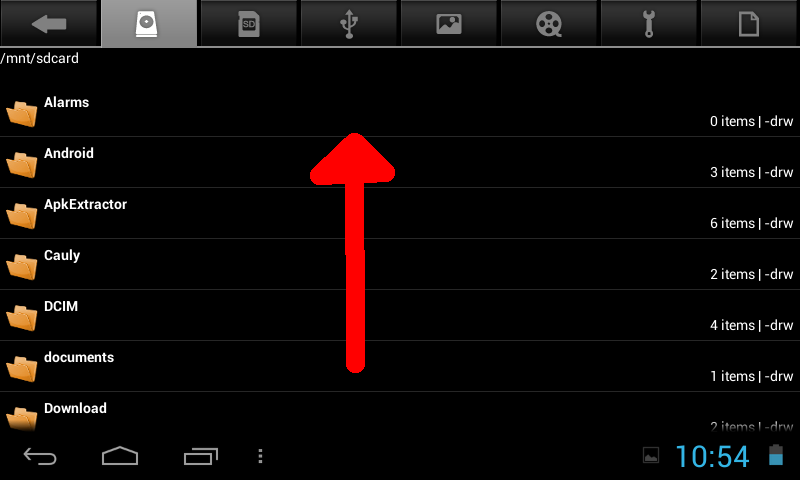 SD
/mnt/sdcard
Alarms
0 items | -drw
Android
3 items | -drw
ApkExtractor
6 items | -drw
Cauly
2 items | -drw
DCIM
4 items | -drw
documents
1 items | -drw
Download
2 items | -drw
10:54